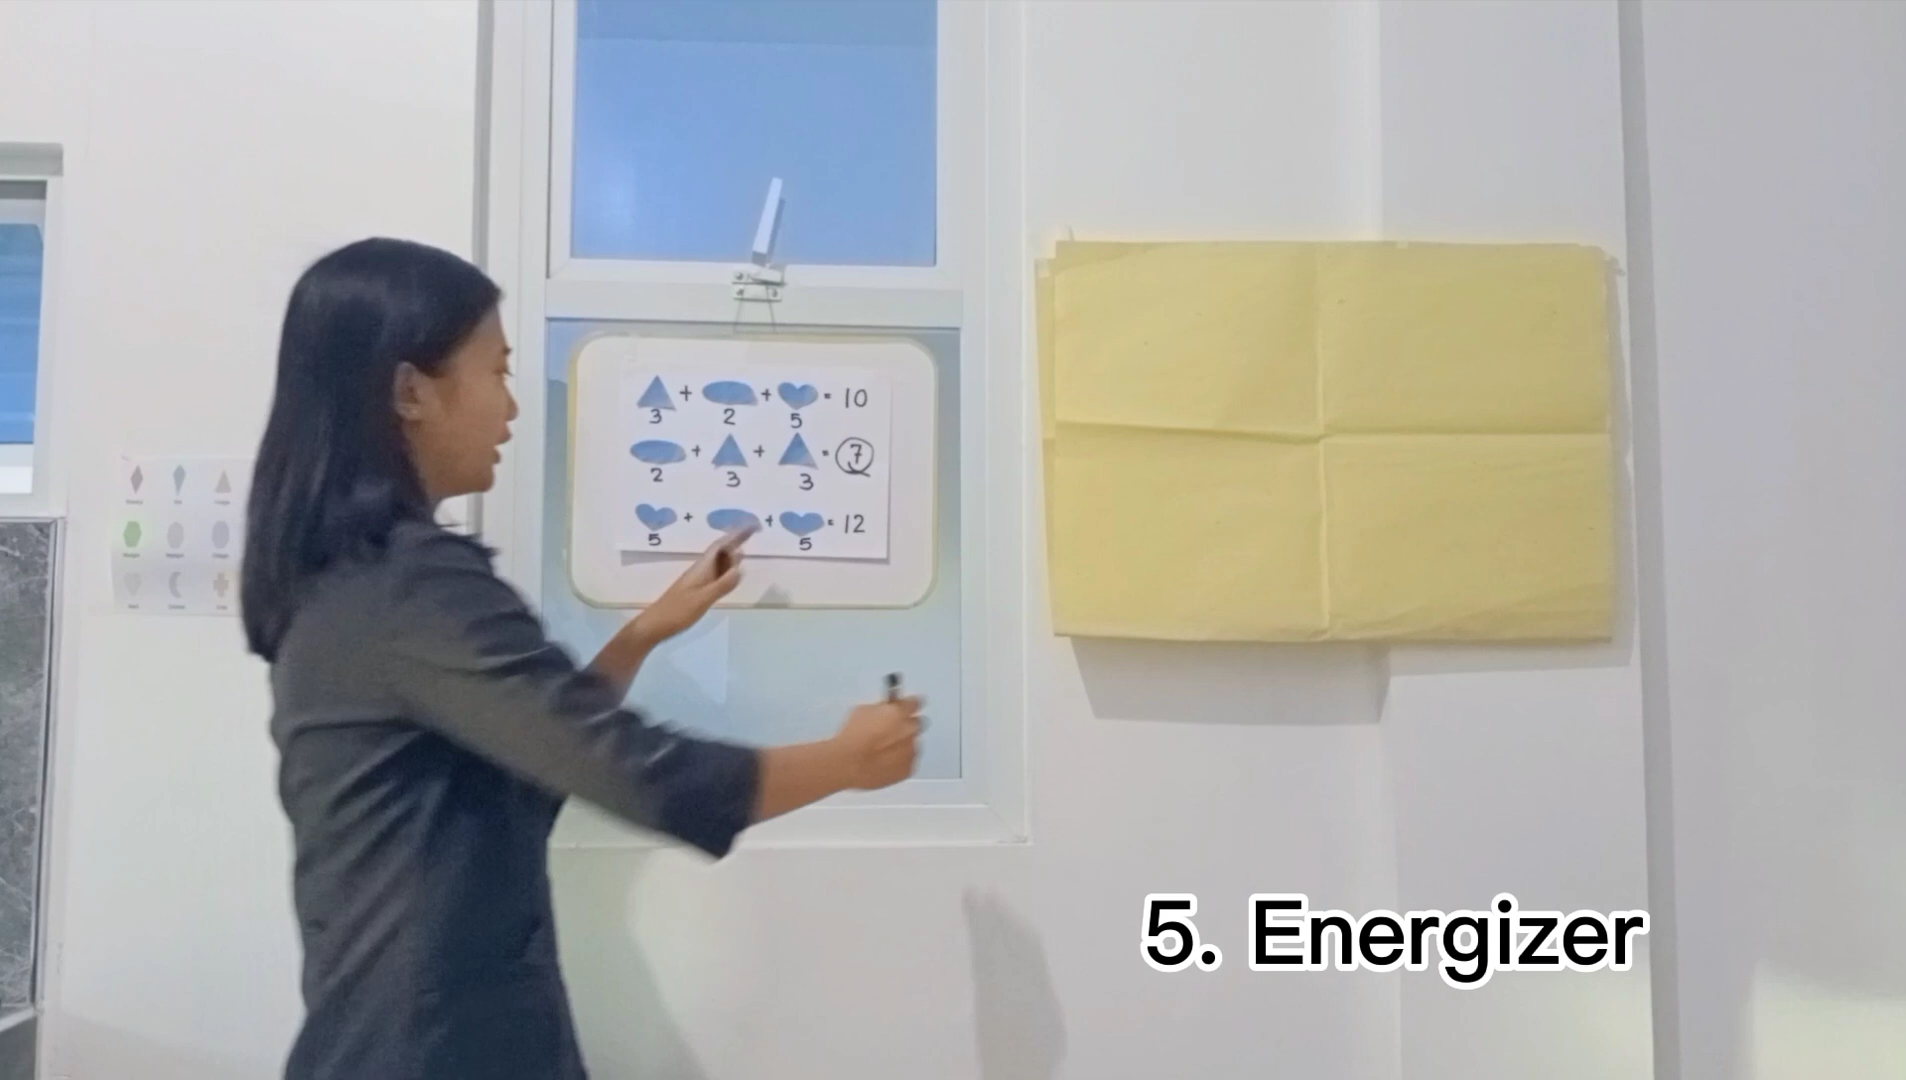 + + = 10
3 2 5
+ + = 7
2 3 3
+ + = 12
5 5
5. Energizer